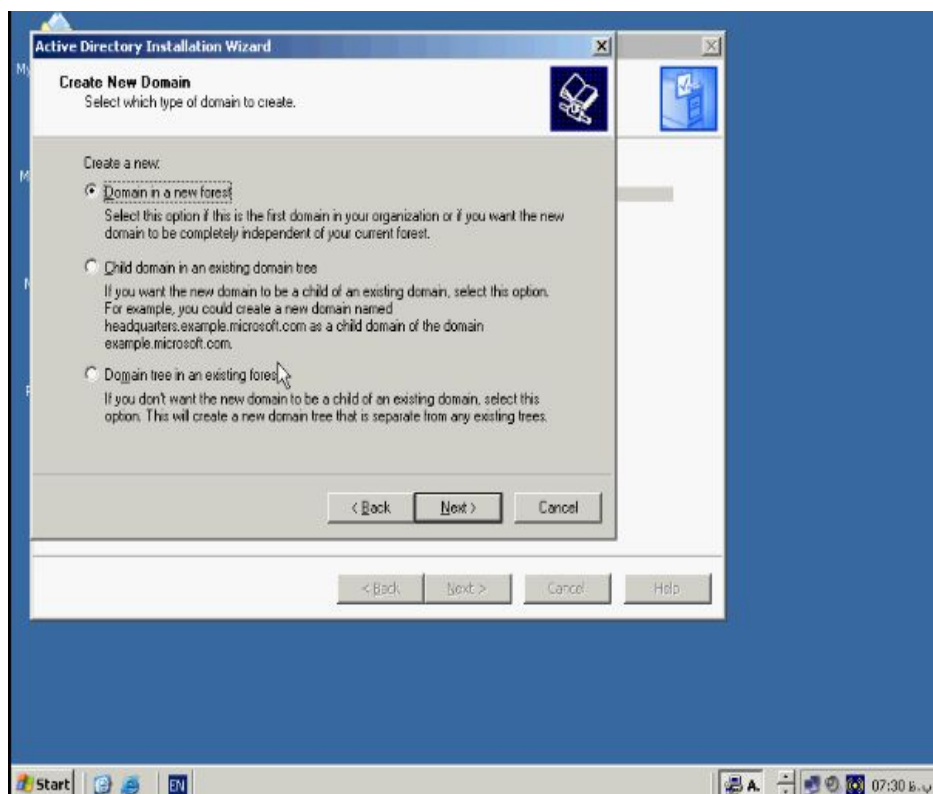 Active Directory Installation Wizard
Create New Domain
Select which type of domain to create.
Create a new:
Domain in a new forest
Select this option if this is the first domain in your organization or if you want the new
domain to be completely independent of your current forest.
Child domain in an existing domain tree
If you want the new domain to be a child of an existing domain, select this option.
For example, you could create a new domain named
headquarters.example.microsoft.com as a child domain of the domain
example.microsoft.com.
Domain tree in an existing fores
If you don't want the new domain to be a child of an existing domain, select this
option. This will create a new domain tree that is separate from any existing trees.
< Back Next > Cancel
< Back Next > Cancel Help
Start EN A. 07:30 ب.ظ